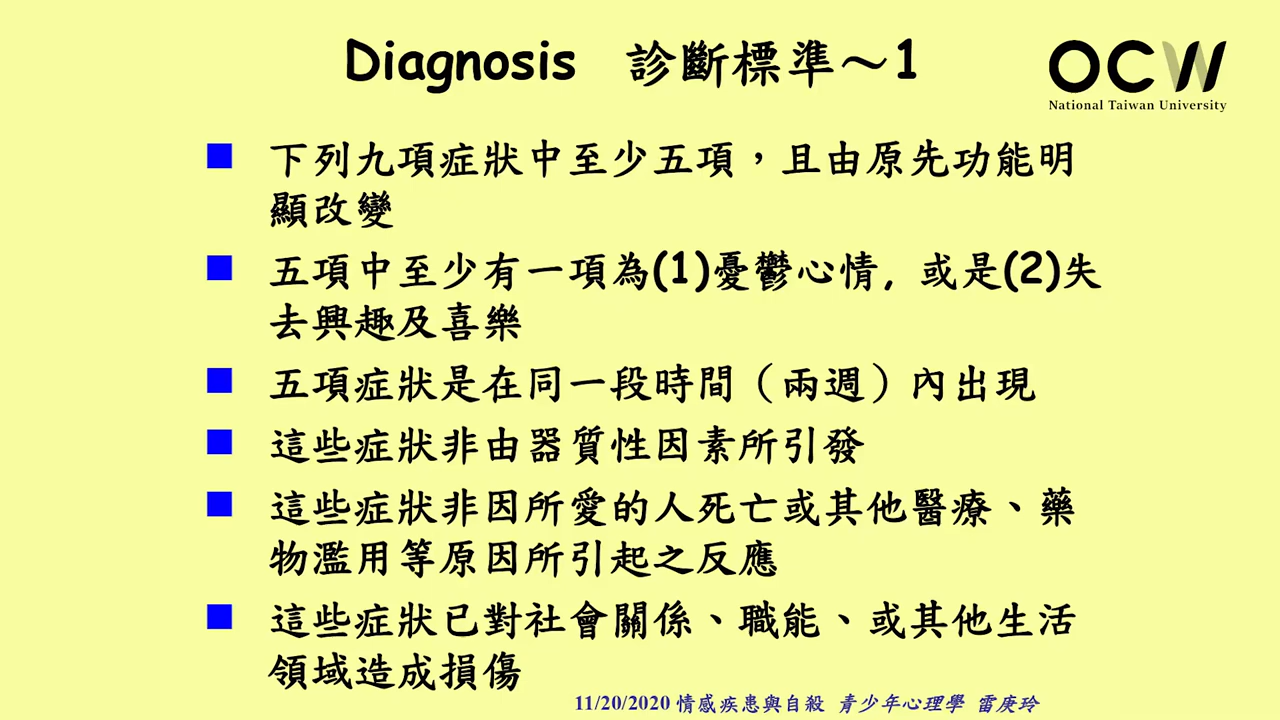 Diagnosis 診斷標準～1
OCW
National Taiwan University
下列九項症狀中至少五項，且由原先功能明
顯改變
五項中至少有一項為(1)憂鬱心情, 或是(2)失
去興趣及喜樂
五項症狀是在同一段時間（兩週）內出現
這些症狀非由器質性因素所引發
這些症狀非因所愛的人死亡或其他醫療、藥
物濫用等原因所引起之反應
這些症狀已對社會關係、職能、或其他生活
領域造成損傷
11/20/2020 情感疾患與自殺 青少年心理學 雷庚玲